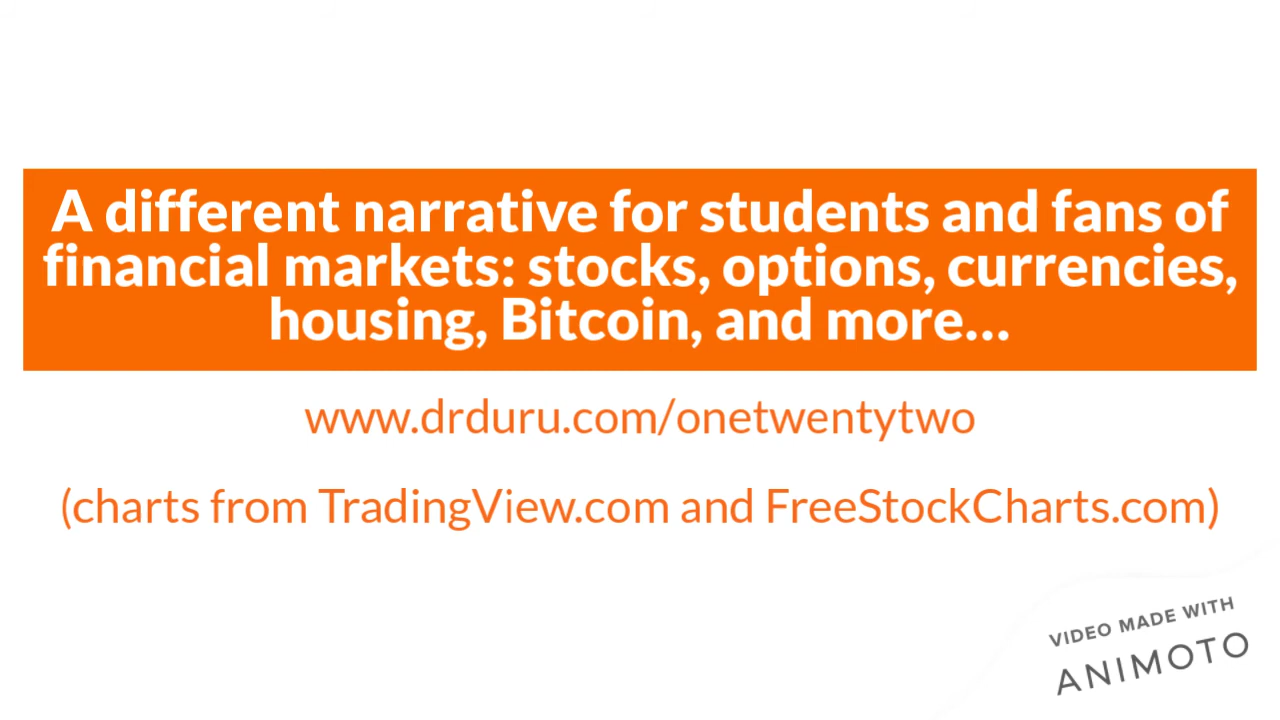 A different narrative for students and fans of
financial markets: stocks, options, currencies,
housing, Bitcoin, and more...
www.drduru.com/onetwentytwo
(charts from TradingView.com and FreeStockCharts.com)
VIDEO MADE WITH
ANIMOTO